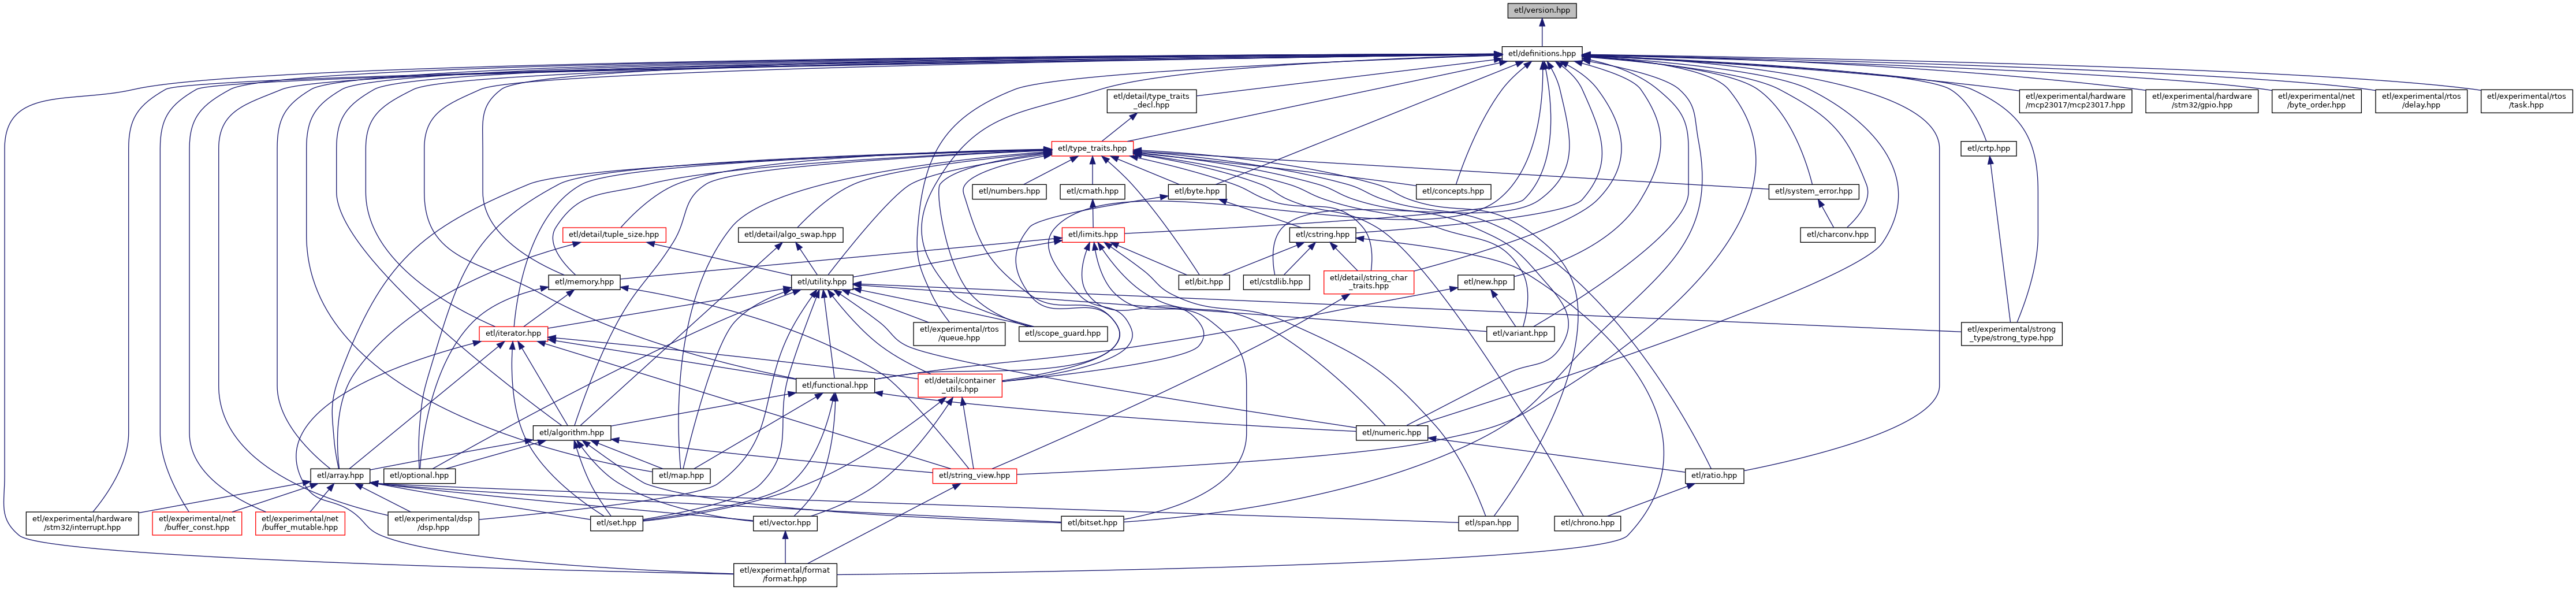 etl/version.hpp
etl/definitions.hpp
etl/detail/type_traits
_decl.hpp
etl/experimental/hardware
/mcp23017/mcp23017.hpp
etl/experimental/hardware
/stm32/gpio.hpp
etl/experimental/net
/byte_order.hpp
etl/experimental/rtos
/delay.hpp
etl/experimental/rtos
/task.hpp
etl/type_traits.hpp
etl/crtp.hpp
etl/numbers.hpp
etl/cmath.hpp
etl/byte.hpp
etl/concepts.hpp
etl/system_error.hpp
etl/detail/tuple_size.hpp
etl/detail/algo_swap.hpp
etl/limits.hpp
etl/cstring.hpp
etl/charconv.hpp
etl/memory.hpp
etl/utility.hpp
etl/bit.hpp
etl/cstdlib.hpp
etl/detail/string_char
_traits.hpp
etl/new.hpp
etl/iterator.hpp
etl/experimental/rtos
/queue.hpp
etl/scope_guard.hpp
etl/variant.hpp
etl/experimental/strong
_type/strong_type.hpp
etl/functional.hpp
etl/detail/container
_utils.hpp
etl/algorithm.hpp
etl/numeric.hpp
etl/array.hpp
etl/optional.hpp
etl/map.hpp
etl/string_view.hpp
etl/ratio.hpp
etl/experimental/hardware
/stm32/interrupt.hpp
etl/experimental/net
/buffer_const.hpp
etl/experimental/net
/buffer_mutable.hpp
etl/experimental/dsp
/dsp.hpp
etl/set.hpp
etl/vector.hpp
etl/bitset.hpp
etl/span.hpp
etl/chrono.hpp
etl/experimental/format
/format.hpp